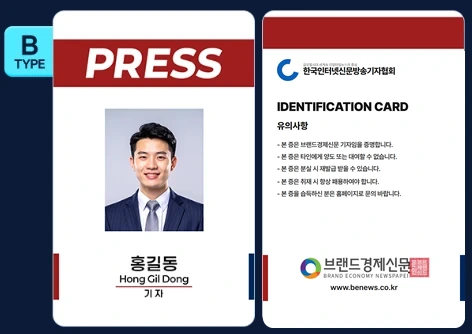 B
TYPE
PRESS
홍길동
Hong Gil Dong
기 자
한국인터넷신문방송기자협회
IDENTIFICATION CARD
유의사항
- 본 증은 브랜드경제신문 기자임을 증명합니다.
- 본 증은 타인에게 양도 또는 대여할 수 없습니다.
- 본 증은 분실 시 재발급 받을 수 있습니다.
- 본 증은 취재 시 항상 패용하여야 합니다.
- 본 증을 습득하신 분은 홈페이지로 문의 바랍니다.
브랜드경제신문
BRAND ECONOMY NEWSPAPER
www.benews.co.kr